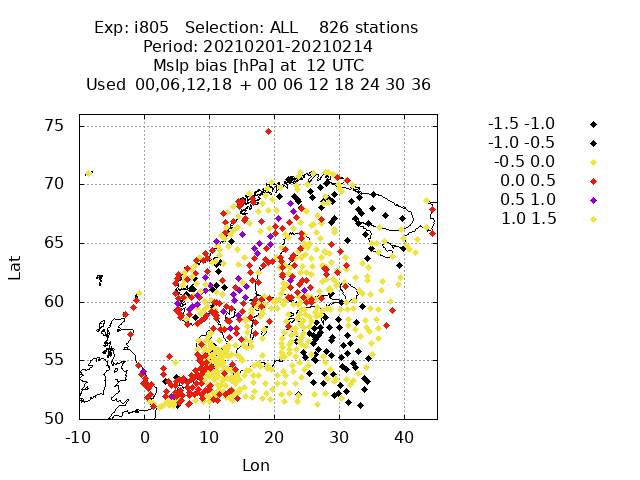 Exp: i805 Selection: ALL 826 stations
Period: 20210201-20210214
Mslp bias [hPa] at 12 UTC
Used 00,06,12,18 + 00 06 12 18 24 30 36
-1.5 -1.0
-1.0 -0.5
-0.5 0.0
0.0 0.5
0.5 1.0
1.0 1.5
75
70
65
60
55
50
Lat
-10 0 10 20 30 40
Lon